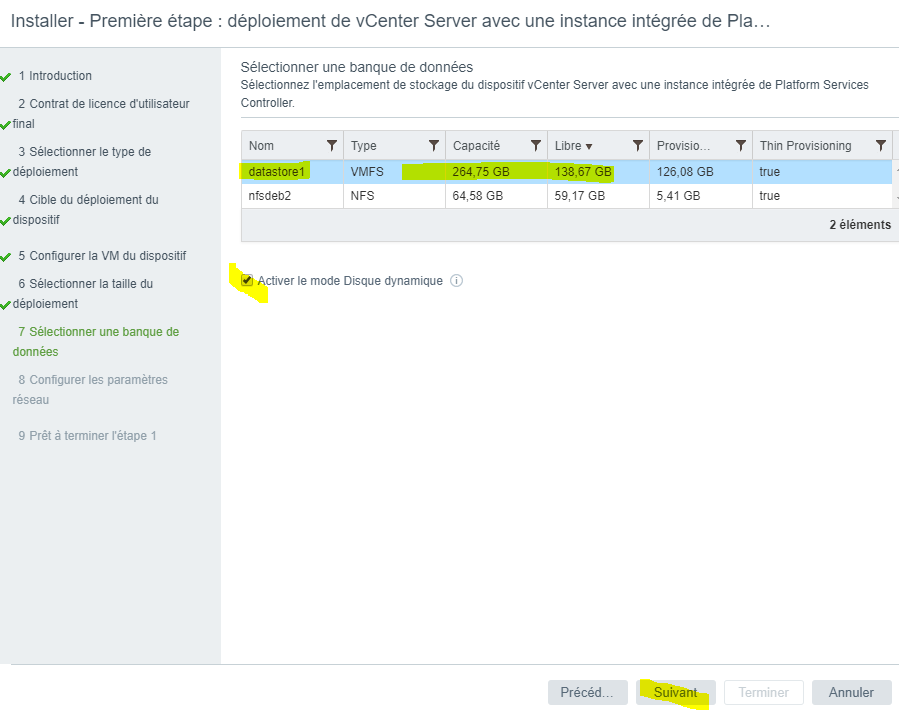 Installer - Première étape : déploiement de vCenter Server avec une instance intégrée de Pla…
1 Introduction
2 Contrat de licence d'utilisateur
final
3 Sélectionner le type de
déploiement
4 Cible du déploiement du
dispositif
5 Configurer la VM du dispositif
6 Sélectionner la taille du
déploiement
7 Sélectionner une banque de
données
8 Configurer les paramètres
réseau
9 Prêt à terminer l'étape 1
Sélectionner une banque de données
Sélectionnez l'emplacement de stockage du dispositif vCenter Server avec une instance intégrée de Platform Services
Controller.
Nom Type Capacité Libre Provisio… Thin Provisioning
datastore1 VMFS 264,75 GB 138,67 GB 126,08 GB true
nfsdeb2 NFS 64,58 GB 59,17 GB 5,41 GB true
2 éléments
Activer le mode Disque dynamique
Précéd… Suivant Terminer Annuler